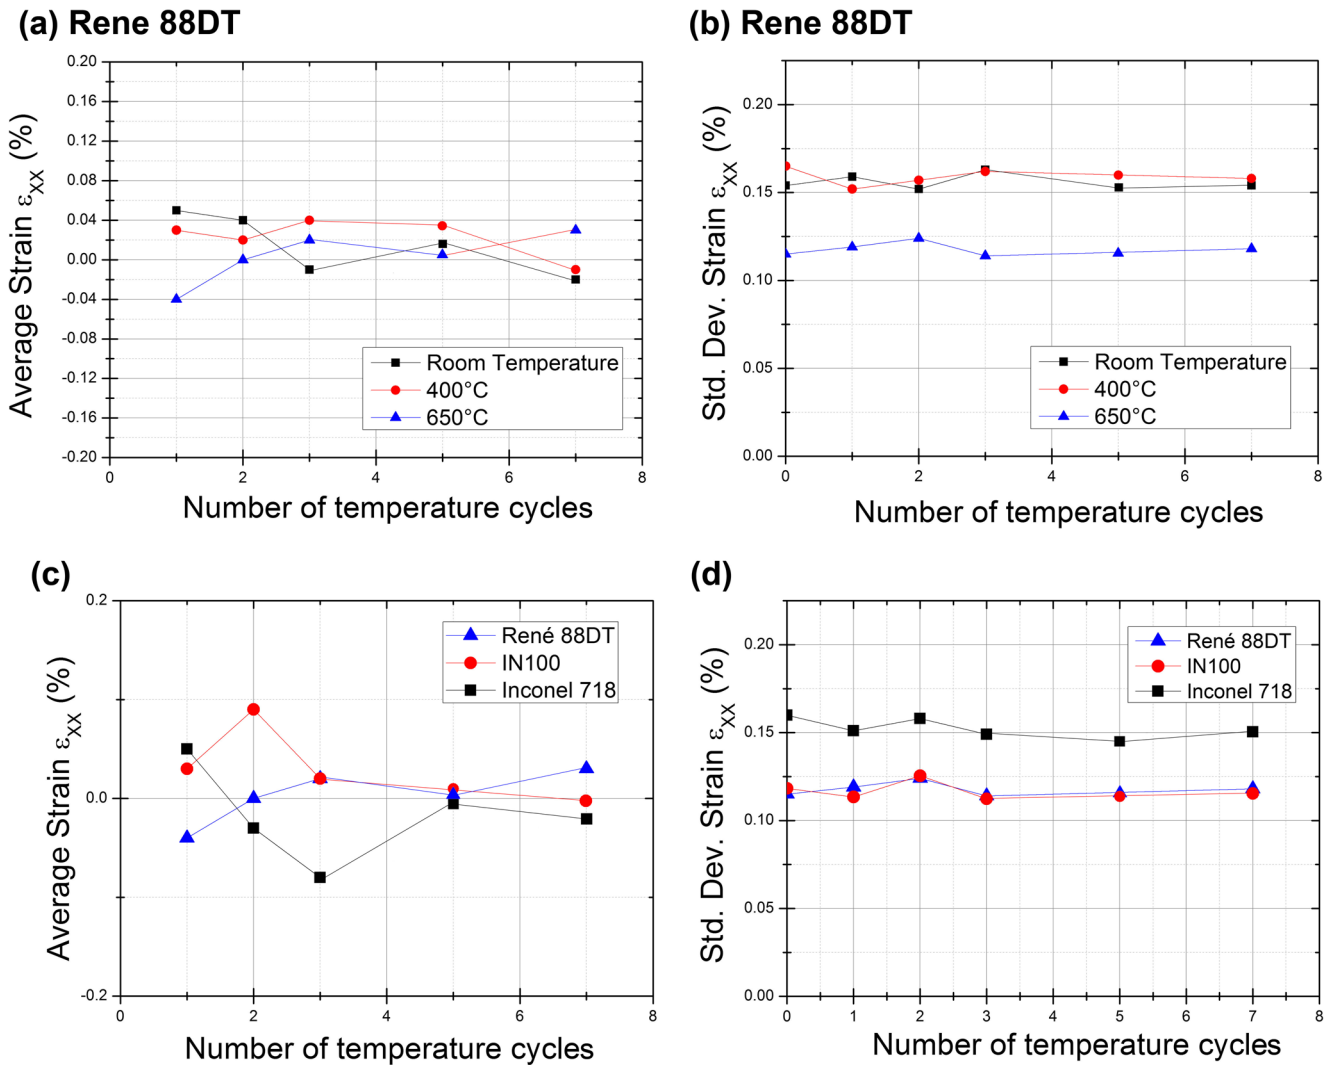 (a) Rene 88DT
0.20
0.16
0.12
0.08
0.04
0.00
-0.04
-0.08
-0.12
-0.16
-0.20
Average Strain εXX (%)
Room Temperature
400°C
650°C
0 2 4 6 8
Number of temperature cycles
(b) Rene 88DT
0.20
0.15
0.10
0.05
0.00
Std. Dev. Strain εXX (%)
Room Temperature
400°C
650°C
0 2 4 6 8
Number of temperature cycles
(c)
0.2
0.0
-0.2
Average Strain εXX (%)
René 88DT
IN100
Inconel 718
0 2 4 6 8
Number of temperature cycles
(d)
0.20
0.15
0.10
0.05
0.00
Std. Dev. Strain εXX (%)
René 88DT
IN100
Inconel 718
0 1 2 3 4 5 6 7 8
Number of temperature cycles